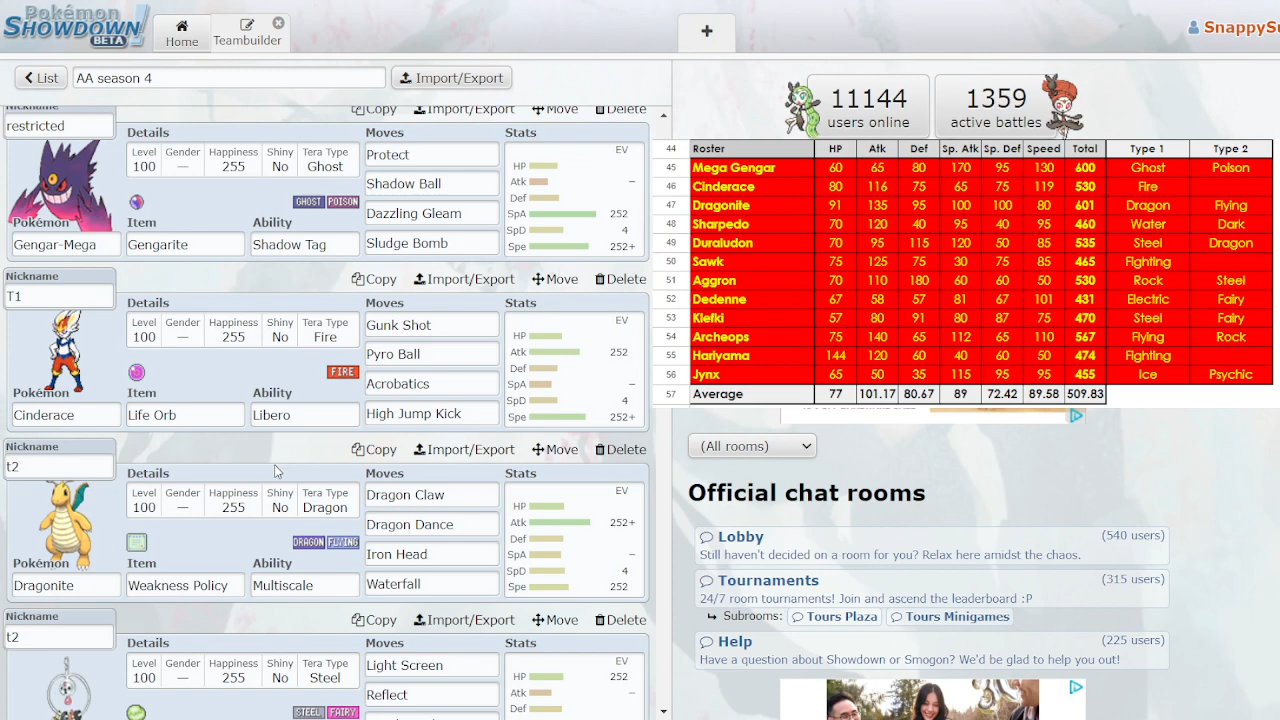 Pokémon
SHOWDOWN!
BETA
Home
Teambuilder
+
SnappySu
List
AA season 4
Import/Export
11144
users online
1359
active battles
Nickname
restricted
Copy Import/Export Move Delete
Details
Level Gender Happiness Shiny Tera Type
100 — 255 No Ghost
GHOST POISON
Pokémon Item Ability
Gengar-Mega Gengarite Shadow Tag
Moves
Protect
Shadow Ball
Dazzling Gleam
Sludge Bomb
Stats
EV
HP
Atk –
Def
SpA 252
SpD 4
Spe 252+
Nickname
T1
Copy Import/Export Move Delete
Details
Level Gender Happiness Shiny Tera Type
100 — 255 No Fire
FIRE
Pokémon Item Ability
Cinderace Life Orb Libero
Moves
Gunk Shot
Pyro Ball
Acrobatics
High Jump Kick
Stats
EV
HP
Atk 252
Def
SpA –
SpD 4
Spe 252+
Nickname
t2
Copy Import/Export Move Delete
Details
Level Gender Happiness Shiny Tera Type
100 — 255 No Dragon
DRAGON FLYING
Pokémon Item Ability
Dragonite Weakness Policy Multiscale
Moves
Dragon Claw
Dragon Dance
Iron Head
Waterfall
Stats
EV
HP
Atk 252+
Def
SpA –
SpD 4
Spe 252
Nickname
t2
Copy Import/Export Move Delete
Details
Level Gender Happiness Shiny Tera Type
100 — 255 No Steel
STEEL FAIRY
Moves
Light Screen
Reflect
Stats
EV
HP 252
Atk –
Def
44 Roster HP Atk Def Sp. Atk Sp. Def Speed Total Type 1 Type 2
45 Mega Gengar 60 65 80 170 95 130 600 Ghost Poison
46 Cinderace 80 116 75 65 75 119 530 Fire
47 Dragonite 91 135 95 100 100 80 601 Dragon Flying
48 Sharpedo 70 120 40 95 40 95 460 Water Dark
49 Duraludon 70 95 115 120 50 85 535 Steel Dragon
50 Sawk 75 125 75 30 75 85 465 Fighting
51 Aggron 70 110 180 60 60 50 530 Rock Steel
52 Dedenne 67 58 57 81 67 101 431 Electric Fairy
53 Klefki 57 80 91 80 87 75 470 Steel Fairy
54 Archeops 75 140 65 112 65 110 567 Flying Rock
55 Hariyama 144 120 60 40 60 50 474 Fighting
56 Jynx 65 50 35 115 95 95 455 Ice Psychic
57 Average 77 101.17 80.67 89 72.42 89.58 509.83
(All rooms)
Official chat rooms
Lobby (540 users)
Still haven't decided on a room for you? Relax here amidst the chaos.
Tournaments (315 users)
24/7 room tournaments! Join and ascend the leaderboard :P
↳ Subrooms: Tours Plaza Tours Minigames
Help (225 users)
Have a question about Showdown or Smogon? We'd be glad to help you out!